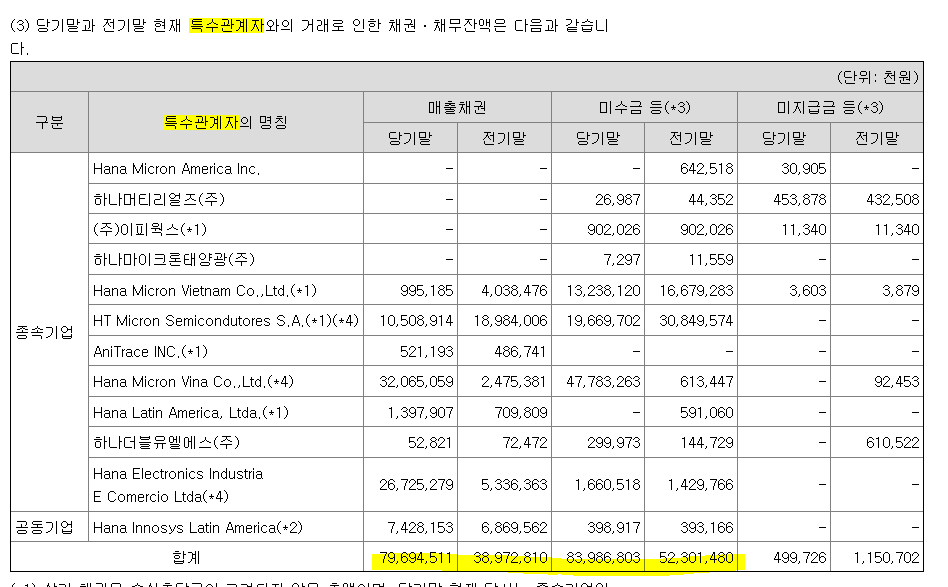 (3) 당기말과 전기말 현재 특수관계자와의 거래로 인한 채권·채무잔액은 다음과 같습니
다.
(단위: 천원)
구분 특수관계자의 명칭 매출채권 미수금 등(*3) 미지급금 등(*3)
당기말 전기말 당기말 전기말 당기말 전기말
종속기업
Hana Micron America Inc. - - - 642,518 30,905 -
하나머티리얼즈(주) - - 26,987 44,352 453,878 432,508
(주)이피웍스(*1) - - 902,026 902,026 11,340 11,340
하나마이크론태양광(주) - - 7,297 11,559 - -
Hana Micron Vietnam Co.,Ltd.(*1) 995,185 4,038,476 13,238,120 16,679,283 3,603 3,879
HT Micron Semicondutores S.A.(*1)(*4) 10,508,914 18,984,006 19,669,702 30,849,574 - -
AniTrace INC.(*1) 521,193 486,741 - - - -
Hana Micron Vina Co.,Ltd.(*4) 32,065,059 2,475,381 47,783,263 613,447 - 92,453
Hana Latin America, Ltda.(*1) 1,397,907 709,809 - 591,060 - -
하나더블유엘에스(주) 52,821 72,472 299,973 144,729 - 610,522
Hana Electronics Industria
E Comercio Ltda(*4) 26,725,279 5,336,363 1,660,518 1,429,766 - -
공동기업 Hana Innosys Latin America(*2) 7,428,153 6,869,562 398,917 393,166 - -
합계 79,694,511 38,972,810 83,986,803 52,301,480 499,726 1,150,702